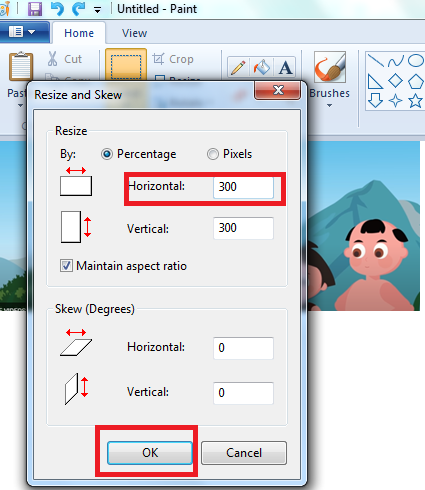 Untitled - Paint
Home View
Paste
Cut
Crop
Brushes
Resize and Skew
Resize
By: Percentage Pixels
Horizontal: 300
Vertical: 300
Maintain aspect ratio
Skew (Degrees)
Horizontal: 0
Vertical: 0
OK Cancel